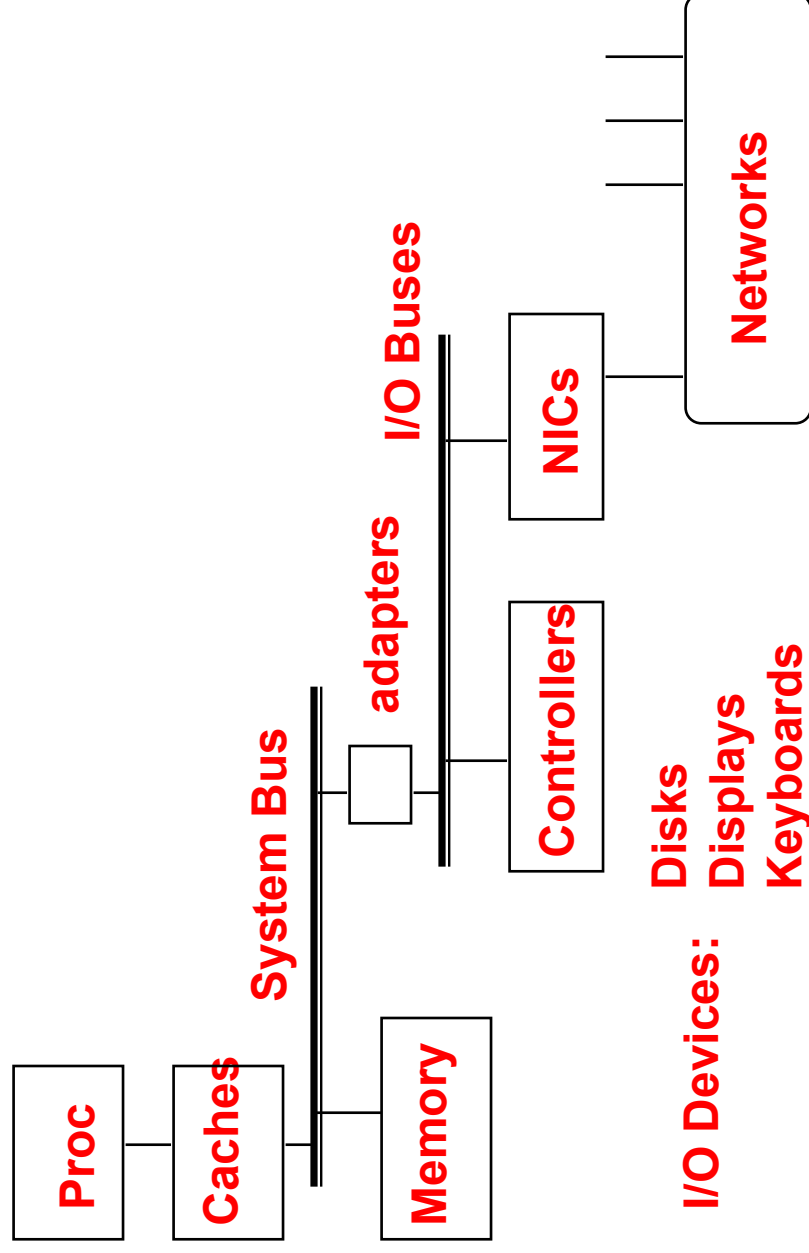 Proc
Caches
System Bus
adapters
Memory
I/O Buses
Controllers
NICs
I/O Devices:
Disks
Displays
Keyboards
Networks